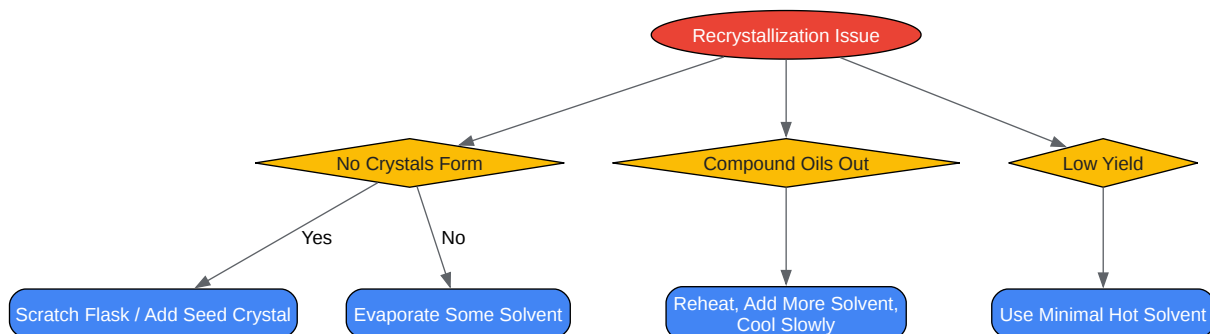 Recrystallization Issue
No Crystals Form
Compound Oils Out
Low Yield
Yes
No
Scratch Flask / Add Seed Crystal
Evaporate Some Solvent
Reheat, Add More Solvent,
Cool Slowly
Use Minimal Hot Solvent